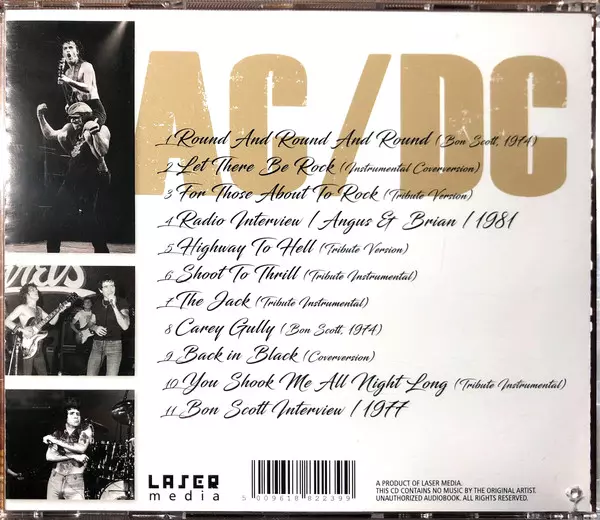 AC/DC
1 Round And Round And Round (Bon Scott, 1974)
2 Let There Be Rock (Instrumental Coverversion)
3 For Those About To Rock (Tribute Version)
4 Radio Interview | Angus & Brian | 1981
5 Highway To Hell (Tribute Version)
6 Shoot To Thrill (Tribute Instrumental)
7 The Jack (Tribute Instrumental)
8 Carey Gully (Bon Scott, 1974)
9 Back in Black (Coverversion)
10 You Shook Me All Night Long (Tribute Instrumental)
11 Bon Scott Interview | 1977
LASER
media
5 009618 822399
A PRODUCT OF LASER MEDIA.
THIS CD CONTAINS NO MUSIC BY THE ORIGINAL ARTIST.
UNAUTHORIZED AUDIOBOOK. ALL RIGHTS RESERVED.